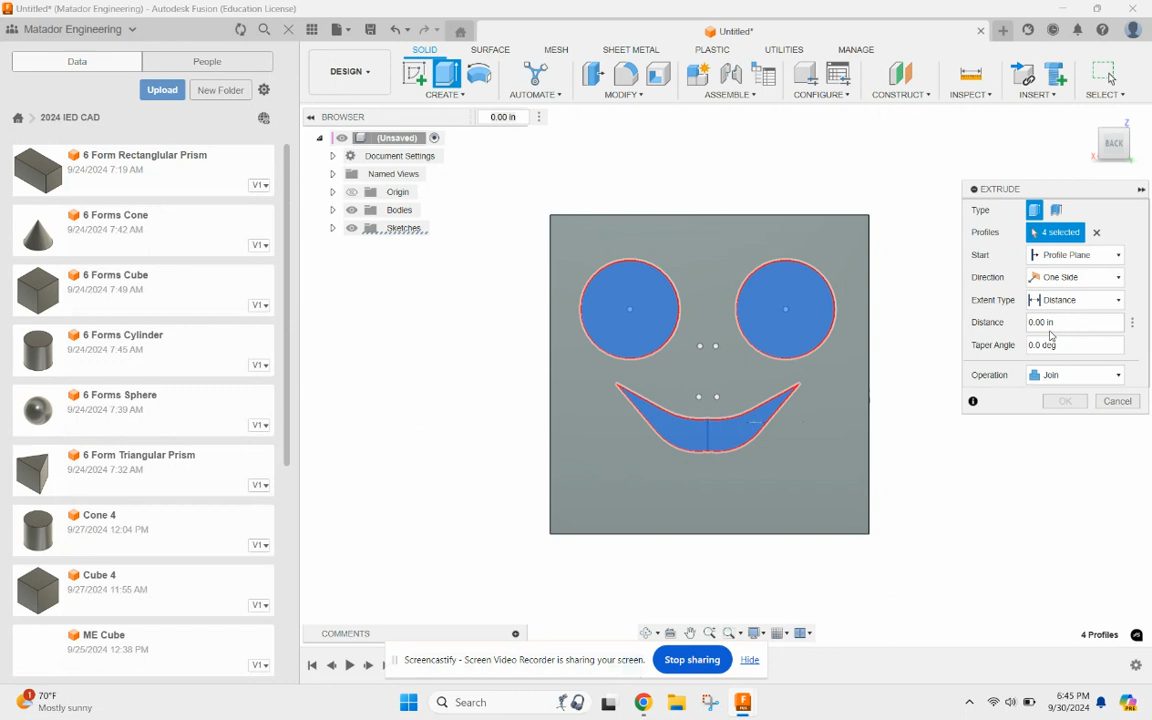 Untitled* (Matador Engineering) - Autodesk Fusion (Education License)
Matador Engineering
Untitled*
Data
People
Upload
New Folder
2024 IED CAD
6 Form Rectanglular Prism
9/24/2024 7:19 AM
V1
6 Forms Cone
9/24/2024 7:42 AM
V1
6 Forms Cube
9/24/2024 7:49 AM
V1
6 Forms Cylinder
9/24/2024 7:45 AM
V1
6 Forms Sphere
9/24/2024 7:39 AM
V1
6 Form Triangular Prism
9/24/2024 7:32 AM
V1
Cone 4
9/27/2024 12:04 PM
V1
Cube 4
9/27/2024 11:55 AM
V1
ME Cube
9/25/2024 12:38 PM
V1
DESIGN
SOLID
SURFACE
MESH
SHEET METAL
PLASTIC
UTILITIES
MANAGE
CREATE
AUTOMATE
MODIFY
ASSEMBLE
CONFIGURE
CONSTRUCT
INSPECT
INSERT
SELECT
BROWSER
0.00 in
(Unsaved)
Document Settings
Named Views
Origin
Bodies
Sketches
Z
BACK
X
EXTRUDE
Type
Profiles
4 selected
Start
Profile Plane
Direction
One Side
Extent Type
Distance
Distance
0.00 in
Taper Angle
0.0 deg
Operation
Join
OK
Cancel
COMMENTS
4 Profiles
Screencastify - Screen Video Recorder is sharing your screen.
Stop sharing
Hide
1
70°F
Mostly sunny
Search
6:45 PM
9/30/2024